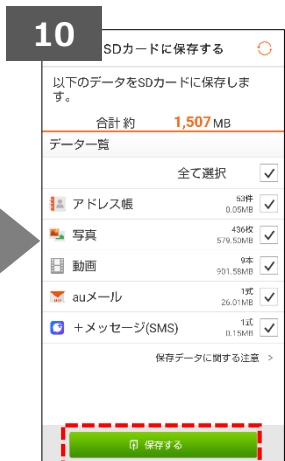 10
SDカードに保存する
以下のデータをSDカードに保存しま
す。
合計 約 1,507 MB
データ一覧
全て選択
アドレス帳 53件
0.05MB
写真 436枚
579.50MB
動画 9本
901.58MB
auメール 1式
26.01MB
+メッセージ(SMS) 1式
0.15MB
保存データに関する注意 >
保存する